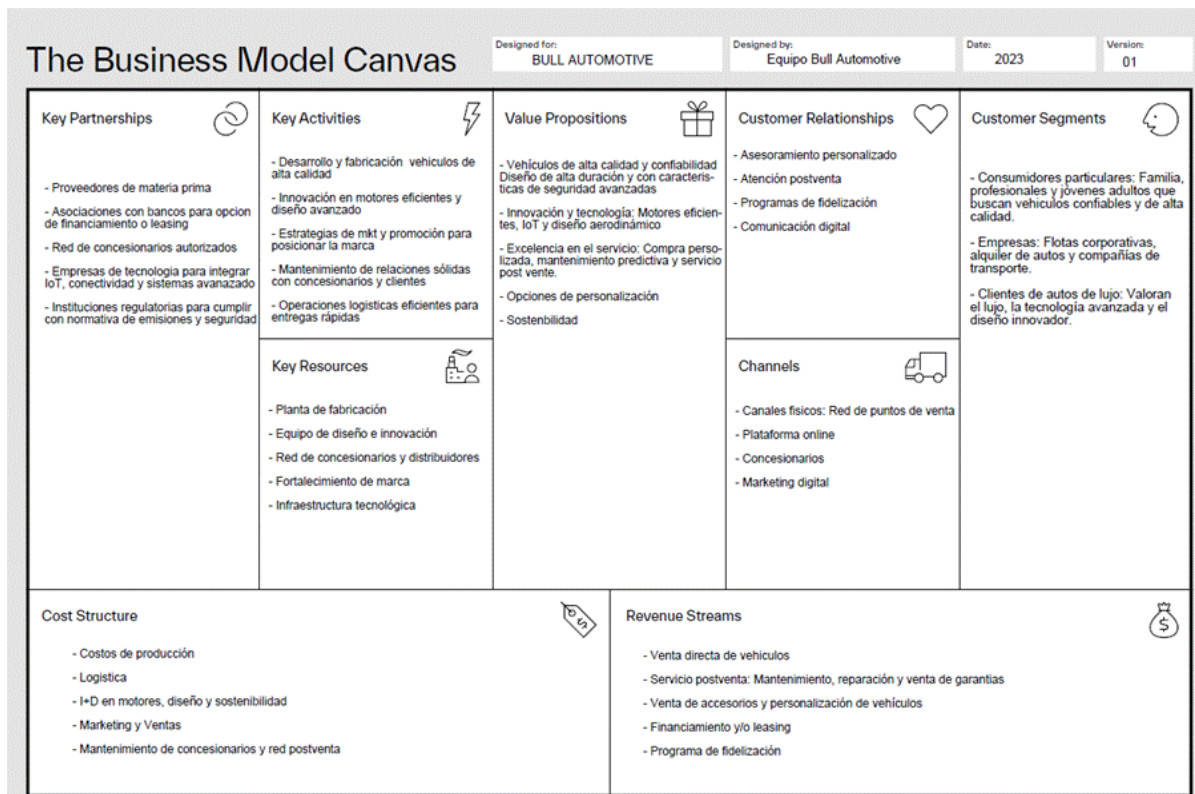 The Business Model Canvas
Designed for:
BULL AUTOMOTIVE
Designed by:
Equipo Bull Automotive
Date:
2023
Version:
01
Key Partnerships
- Proveedores de materia prima
- Asociaciones con bancos para opcion
de financiamiento o leasing
- Red de concesionarios autorizados
- Empresas de tecnologia para integrar
IoT, conectividad y sistemas avanazado
- Instituciones regulatorias para cumplir
con normativa de emisiones y seguridad
Key Activities
- Desarrollo y fabricación vehiculos de
alta calidad
- Innovación en motores eficientes y
diseño avanzado
- Estrategias de mkt y promoción para
posicionar la marca
- Mantenimiento de relaciones sólidas
con concesionarios y clientes
- Operaciones logisticas eficientes para
entregas rápidas
Key Resources
- Planta de fabricación
- Equipo de diseño e innovación
- Red de concesionarios y distribuidores
- Fortalecimiento de marca
- Infraestructura tecnológica
Value Propositions
- Vehículos de alta calidad y confiabilidad
Diseño de alta duración y con caracteris-
ticas de seguridad avanzadas
- Innovación y tecnología: Motores eficien-
tes, IoT y diseño aerodinámico
- Excelencia en el servicio: Compra perso-
lizada, mantenimiento predictiva y servicio
post vente.
- Opciones de personalización
- Sostenbilidad
Customer Relationships
- Asesoramiento personalizado
- Atención postventa
- Programas de fidelización
- Comunicación digital
Channels
- Canales fisicos: Red de puntos de venta
- Plataforma online
- Concesionarios
- Marketing digital
Customer Segments
- Consumidores particulares: Familia,
profesionales y jóvenes adultos que
buscan vehiculos confiables y de alta
calidad.
- Empresas: Flotas corporativas,
alquiler de autos y compañías de
transporte.
- Clientes de autos de lujo: Valoran
el lujo, la tecnología avanzada y el
diseño innovador.
Cost Structure
- Costos de producción
- Logistica
- I+D en motores, diseño y sostenibilidad
- Marketing y Ventas
- Mantenimiento de concesionarios y red postventa
Revenue Streams
- Venta directa de vehiculos
- Servicio postventa: Mantenimiento, reparación y venta de garantias
- Venta de accesorios y personalización de vehículos
- Financiamiento y/o leasing
- Programa de fidelización